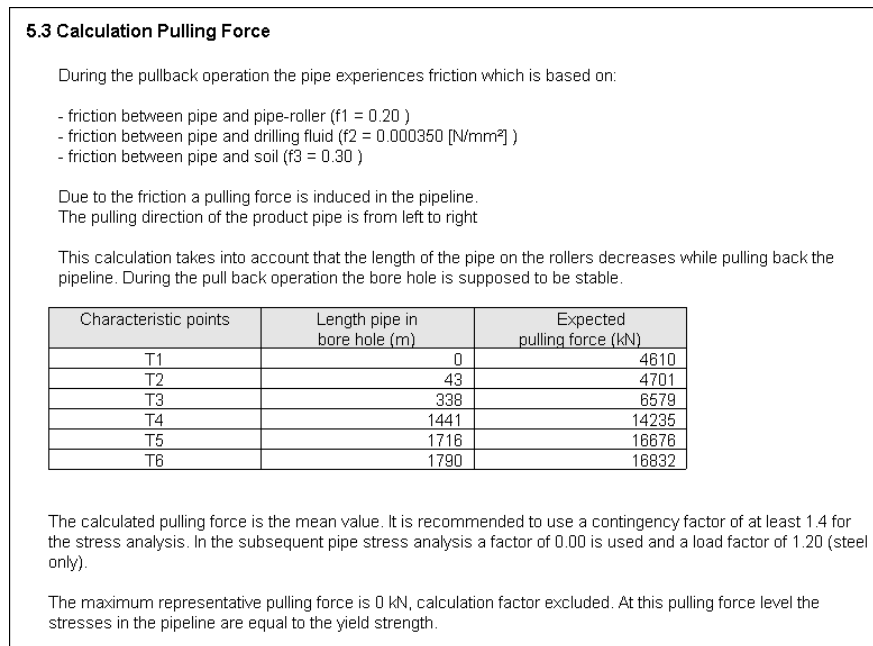 5.3 Calculation Pulling Force
During the pullback operation the pipe experiences friction which is based on:
- friction between pipe and pipe-roller (f1 = 0.20 )
- friction between pipe and drilling fluid (f2 = 0.000350 [N/mm²] )
- friction between pipe and soil (f3 = 0.30 )
Due to the friction a pulling force is induced in the pipeline.
The pulling direction of the product pipe is from left to right
This calculation takes into account that the length of the pipe on the rollers decreases while pulling back the
pipeline. During the pull back operation the bore hole is supposed to be stable.
Characteristic points Length pipe in Expected
bore hole (m) pulling force (kN)
T1 0 4610
T2 43 4701
T3 338 6579
T4 1441 14235
T5 1716 16676
T6 1790 16832
The calculated pulling force is the mean value. It is recommended to use a contingency factor of at least 1.4 for
the stress analysis. In the subsequent pipe stress analysis a factor of 0.00 is used and a load factor of 1.20 (steel
only).
The maximum representative pulling force is 0 kN, calculation factor excluded. At this pulling force level the
stresses in the pipeline are equal to the yield strength.